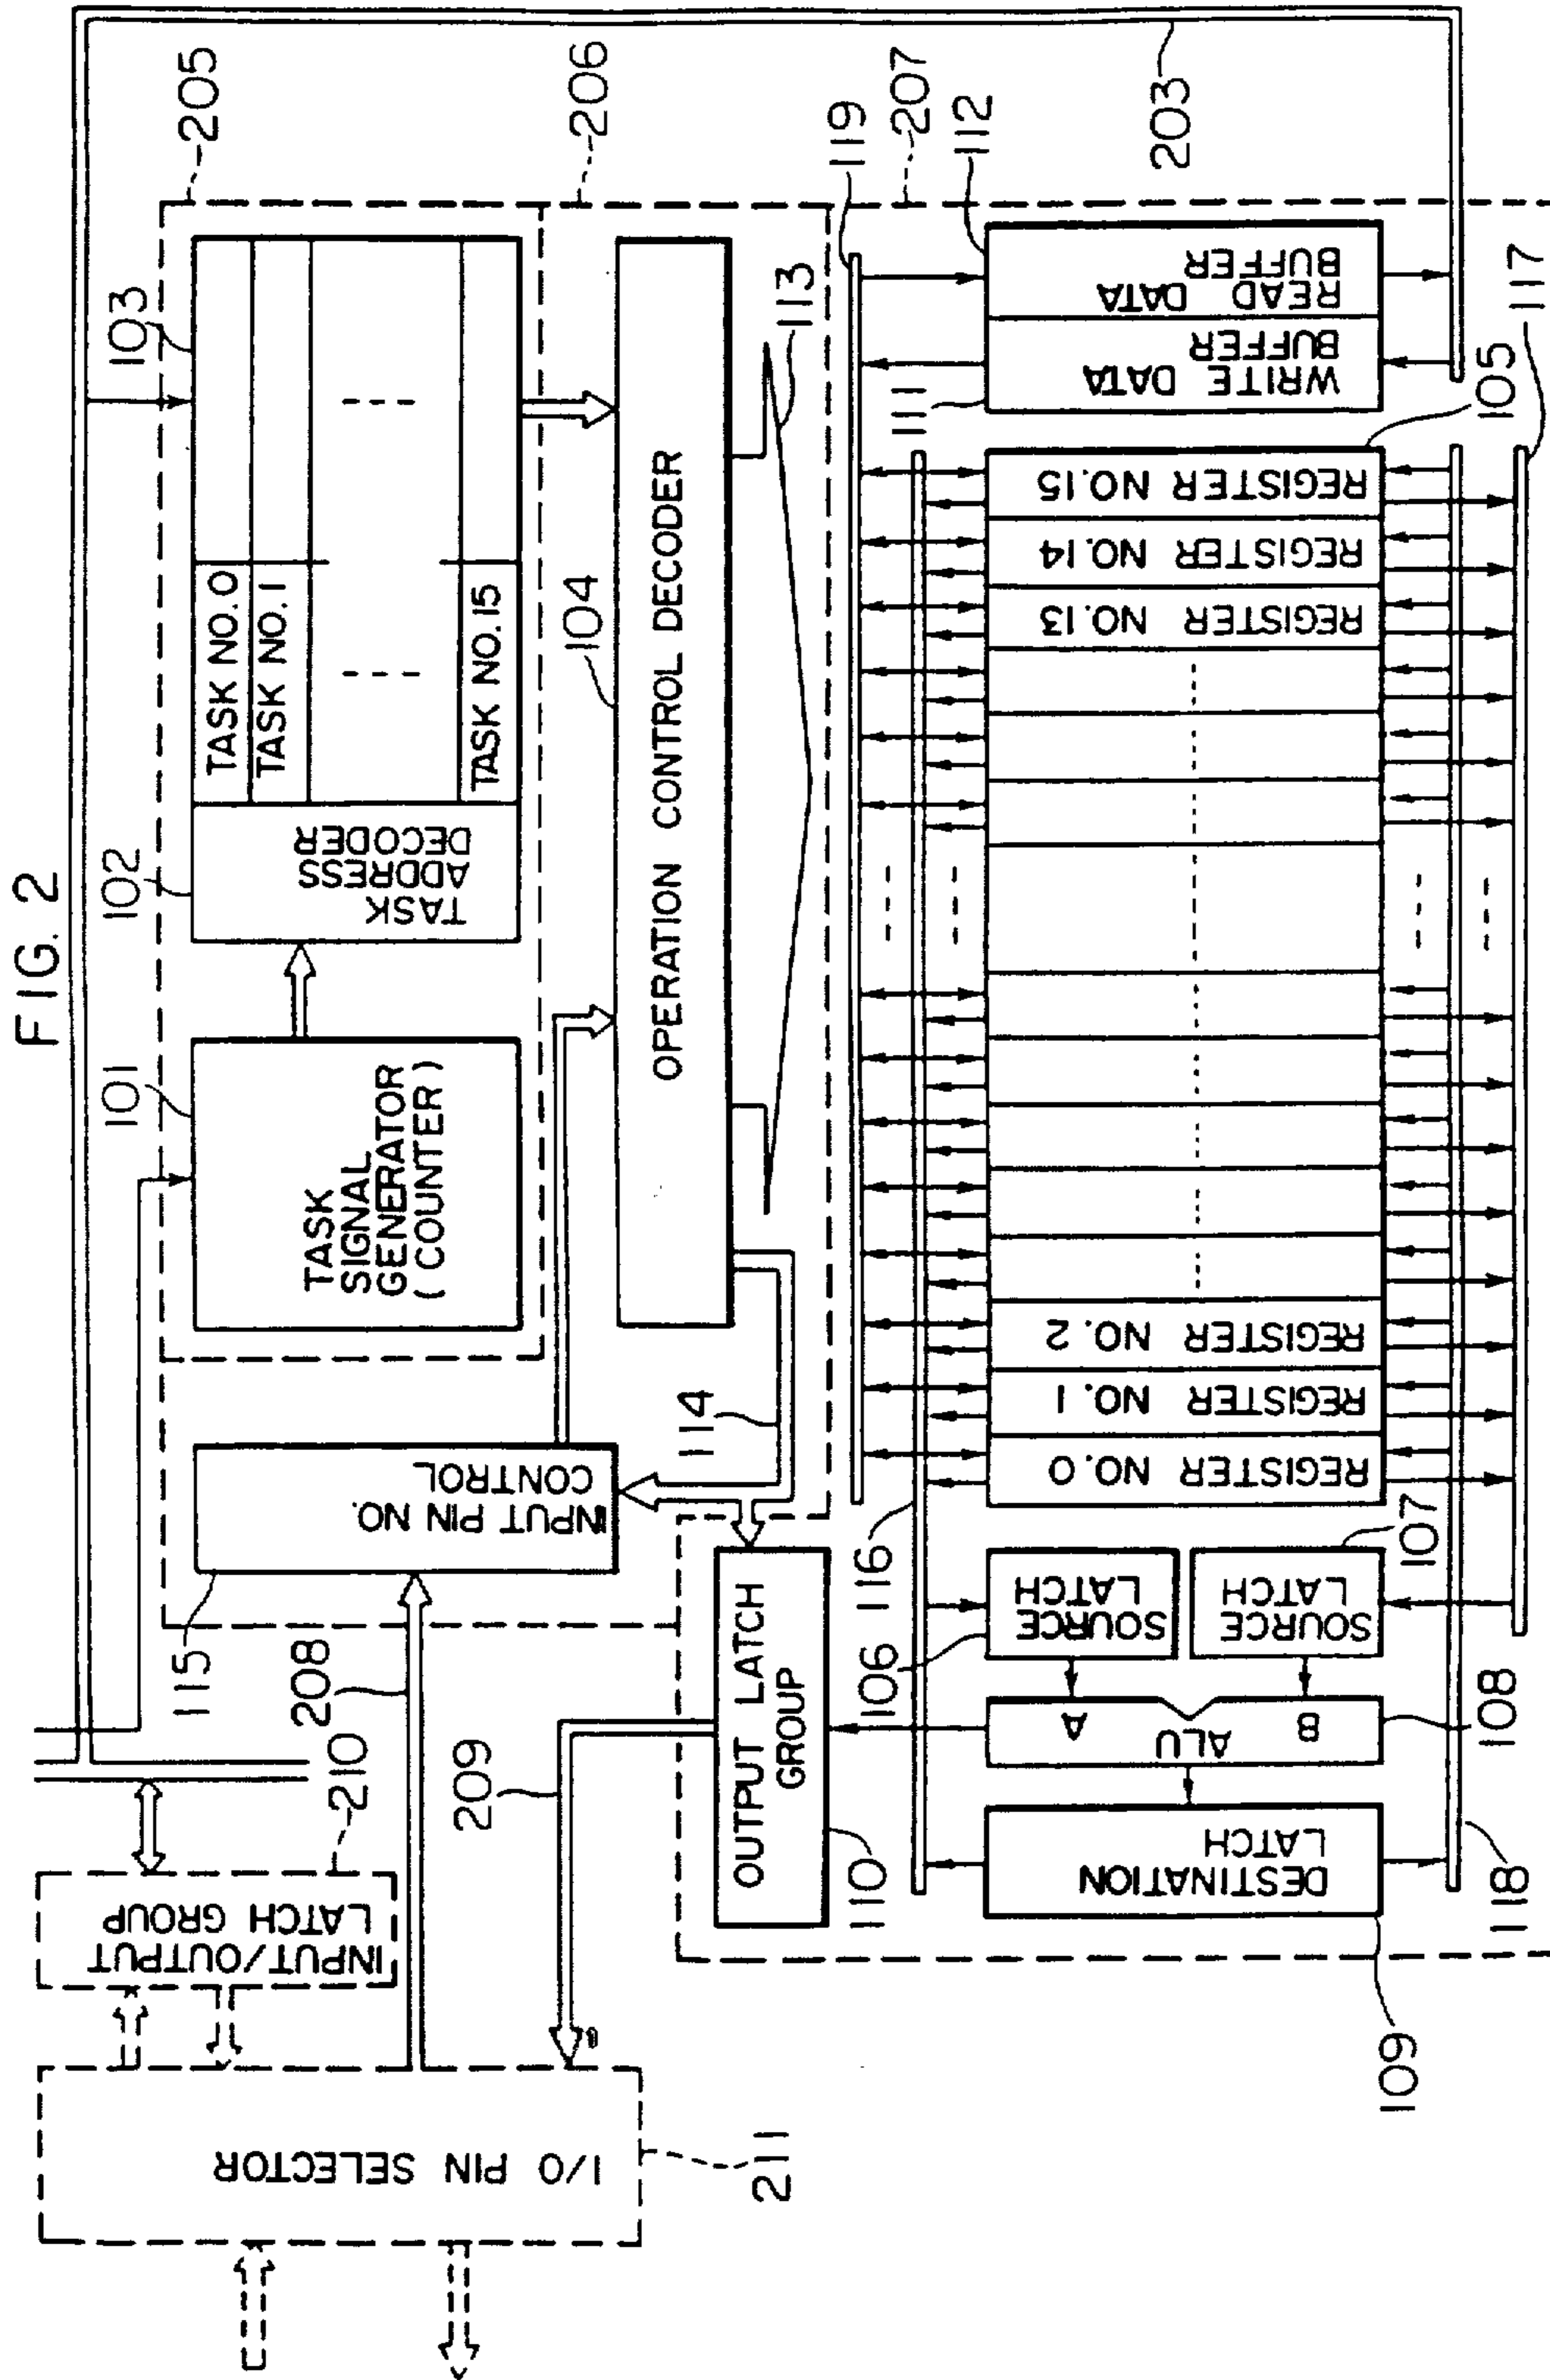 FIG. 2
205
206
119
207
112
203
103
TASK NO. 0
TASK NO. 1
TASK NO. 15
102
TASK
ADDRESS
DECODER
101
TASK
SIGNAL
GENERATOR
( COUNTER )
104
OPERATION CONTROL DECODER
113
111
WRITE DATA
BUFFER
READ DATA
BUFFER
105
117
REGISTER NO. 0
REGISTER NO. 1
REGISTER NO. 2
REGISTER NO. 13
REGISTER NO. 14
REGISTER NO. 15
114
INPUT PIN NO.
CONTROL
115
208
210
INPUT/OUTPUT
LATCH GROUP
209
OUTPUT LATCH
GROUP
110
116
106
SOURCE
LATCH
107
SOURCE
LATCH
A
ALU
B
108
DESTINATION
LATCH
118
109
I/O PIN SELECTOR
211